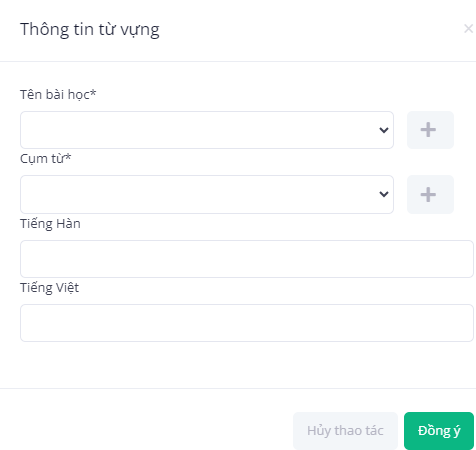 Thông tin từ vựng
×
Tên bài học*
+
Cụm từ*
+
Tiếng Hàn
Tiếng Việt
Hủy thao tác Đồng ý